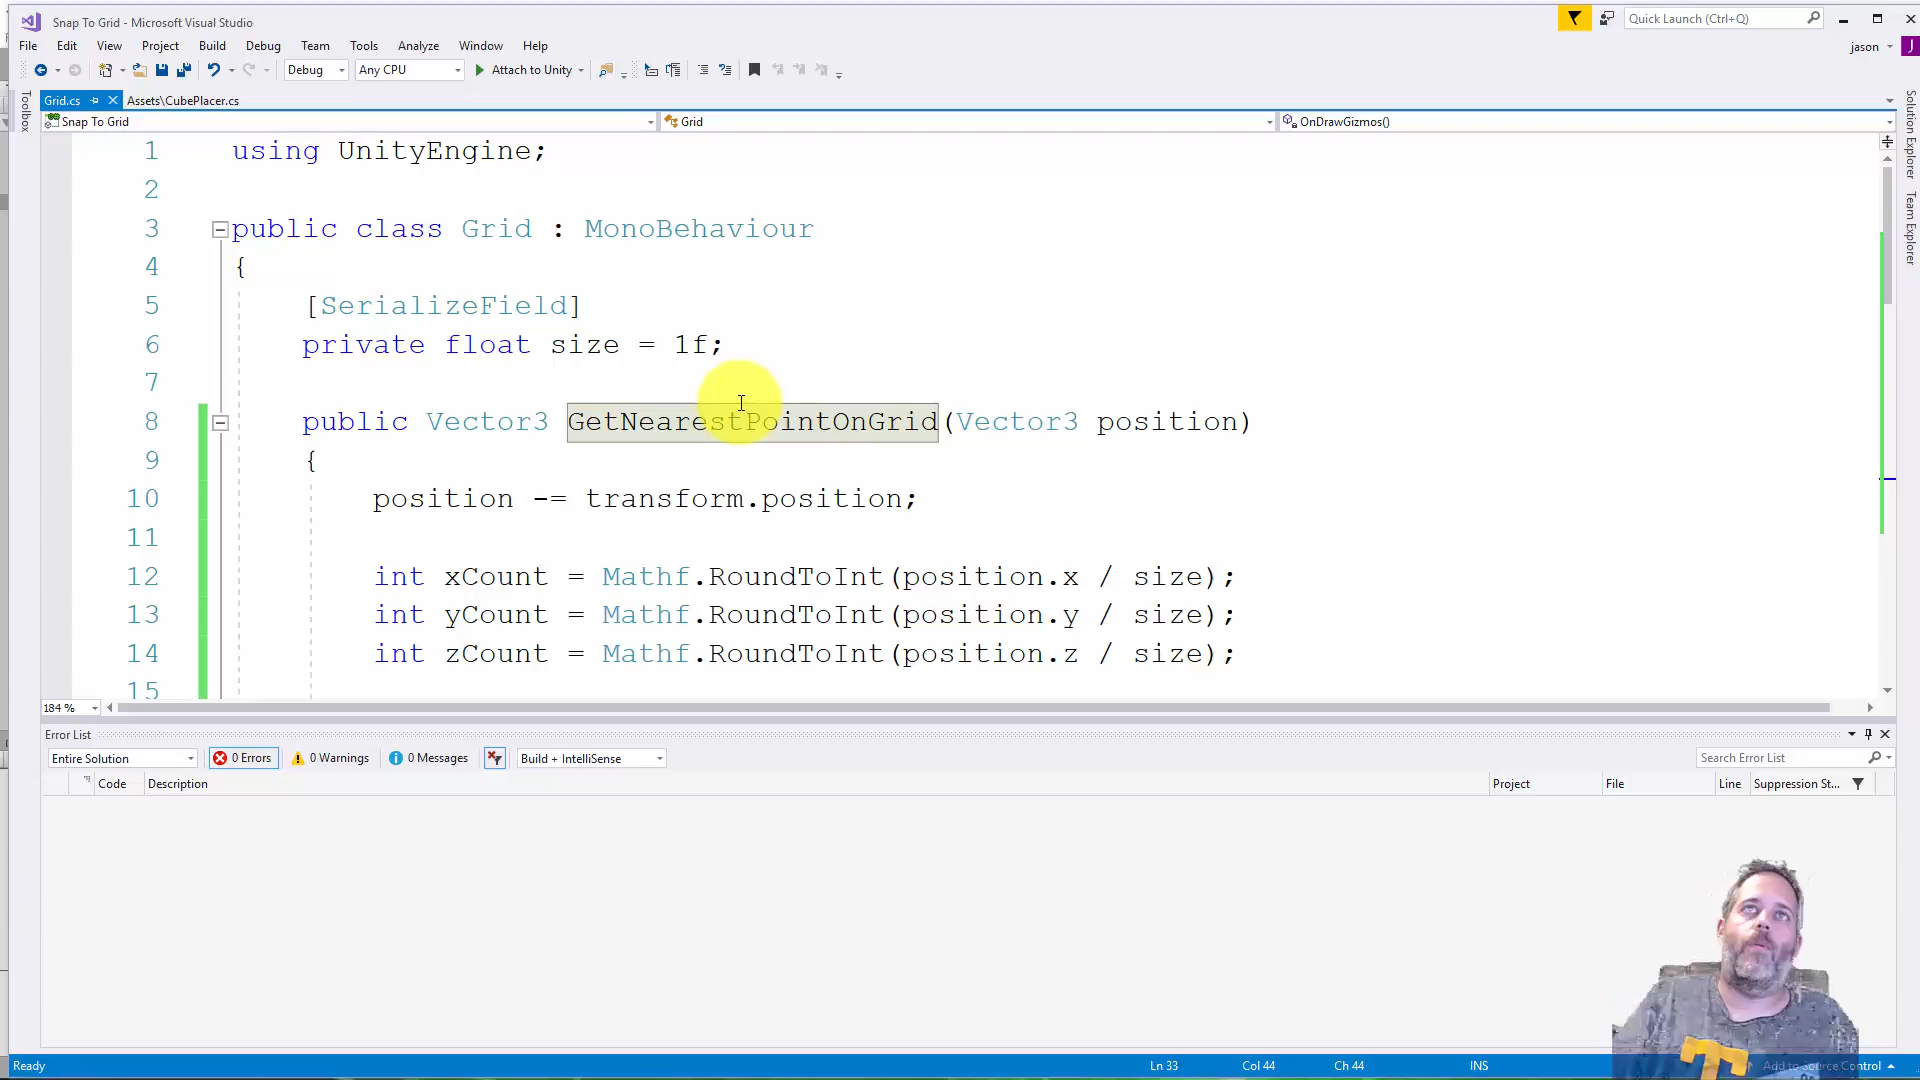 Snap To Grid - Microsoft Visual Studio
Quick Launch (Ctrl+Q)
File Edit View Project Build Debug Team Tools Analyze Window Help
jason J
Debug Any CPU Attach to Unity
Grid.cs Assets\CubePlacer.cs
Snap To Grid Grid OnDrawGizmos()
Toolbox
Solution Explorer
Team Explorer
1 using UnityEngine;
2
3 public class Grid : MonoBehaviour
4 {
5 [SerializeField]
6 private float size = 1f;
7
8 public Vector3 GetNearestPointOnGrid(Vector3 position)
9 {
10 position -= transform.position;
11
12 int xCount = Mathf.RoundToInt(position.x / size);
13 int yCount = Mathf.RoundToInt(position.y / size);
14 int zCount = Mathf.RoundToInt(position.z / size);
15
184 %
Error List
Entire Solution 0 Errors 0 Warnings 0 Messages Build + IntelliSense Search Error List
Code Description Project File Line Suppression St...
Ready Ln 33 Col 44 Ch 44 INS Add to Source Control